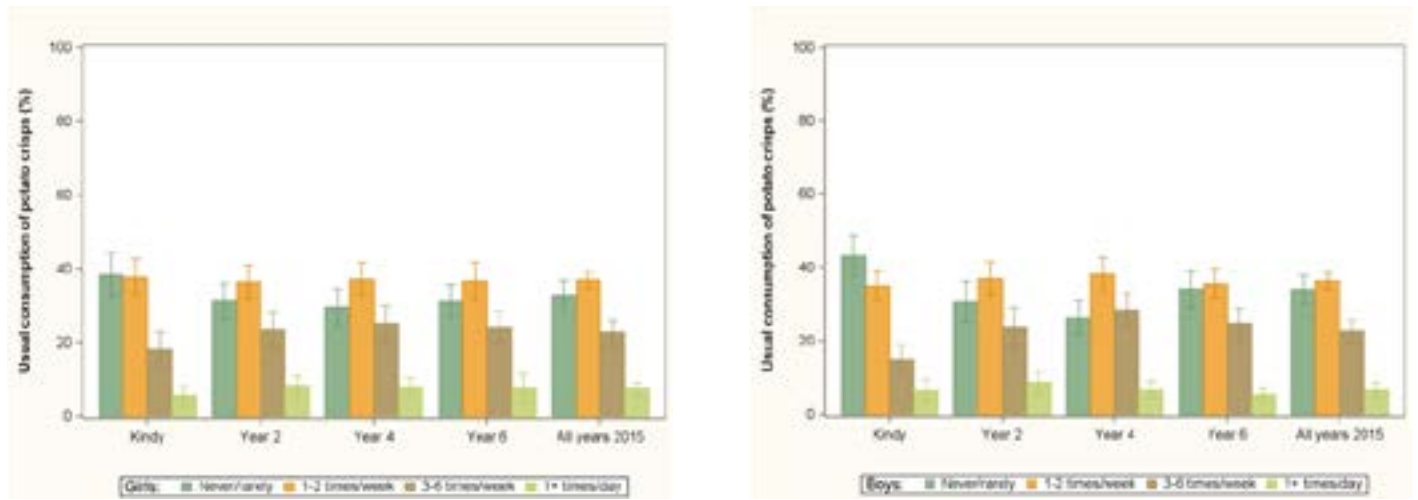 Usual consumption of potato crisps (%)
100
80
60
40
20
0
Kindy Year 2 Year 4 Year 6 All years 2015
Girls: Never/rarely 1-2 times/week 3-6 times/week 1+ times/day
Usual consumption of potato crisps (%)
100
80
60
40
20
0
Kindy Year 2 Year 4 Year 6 All years 2015
Boys: Never/rarely 1-2 times/week 3-6 times/week 1+ times/day